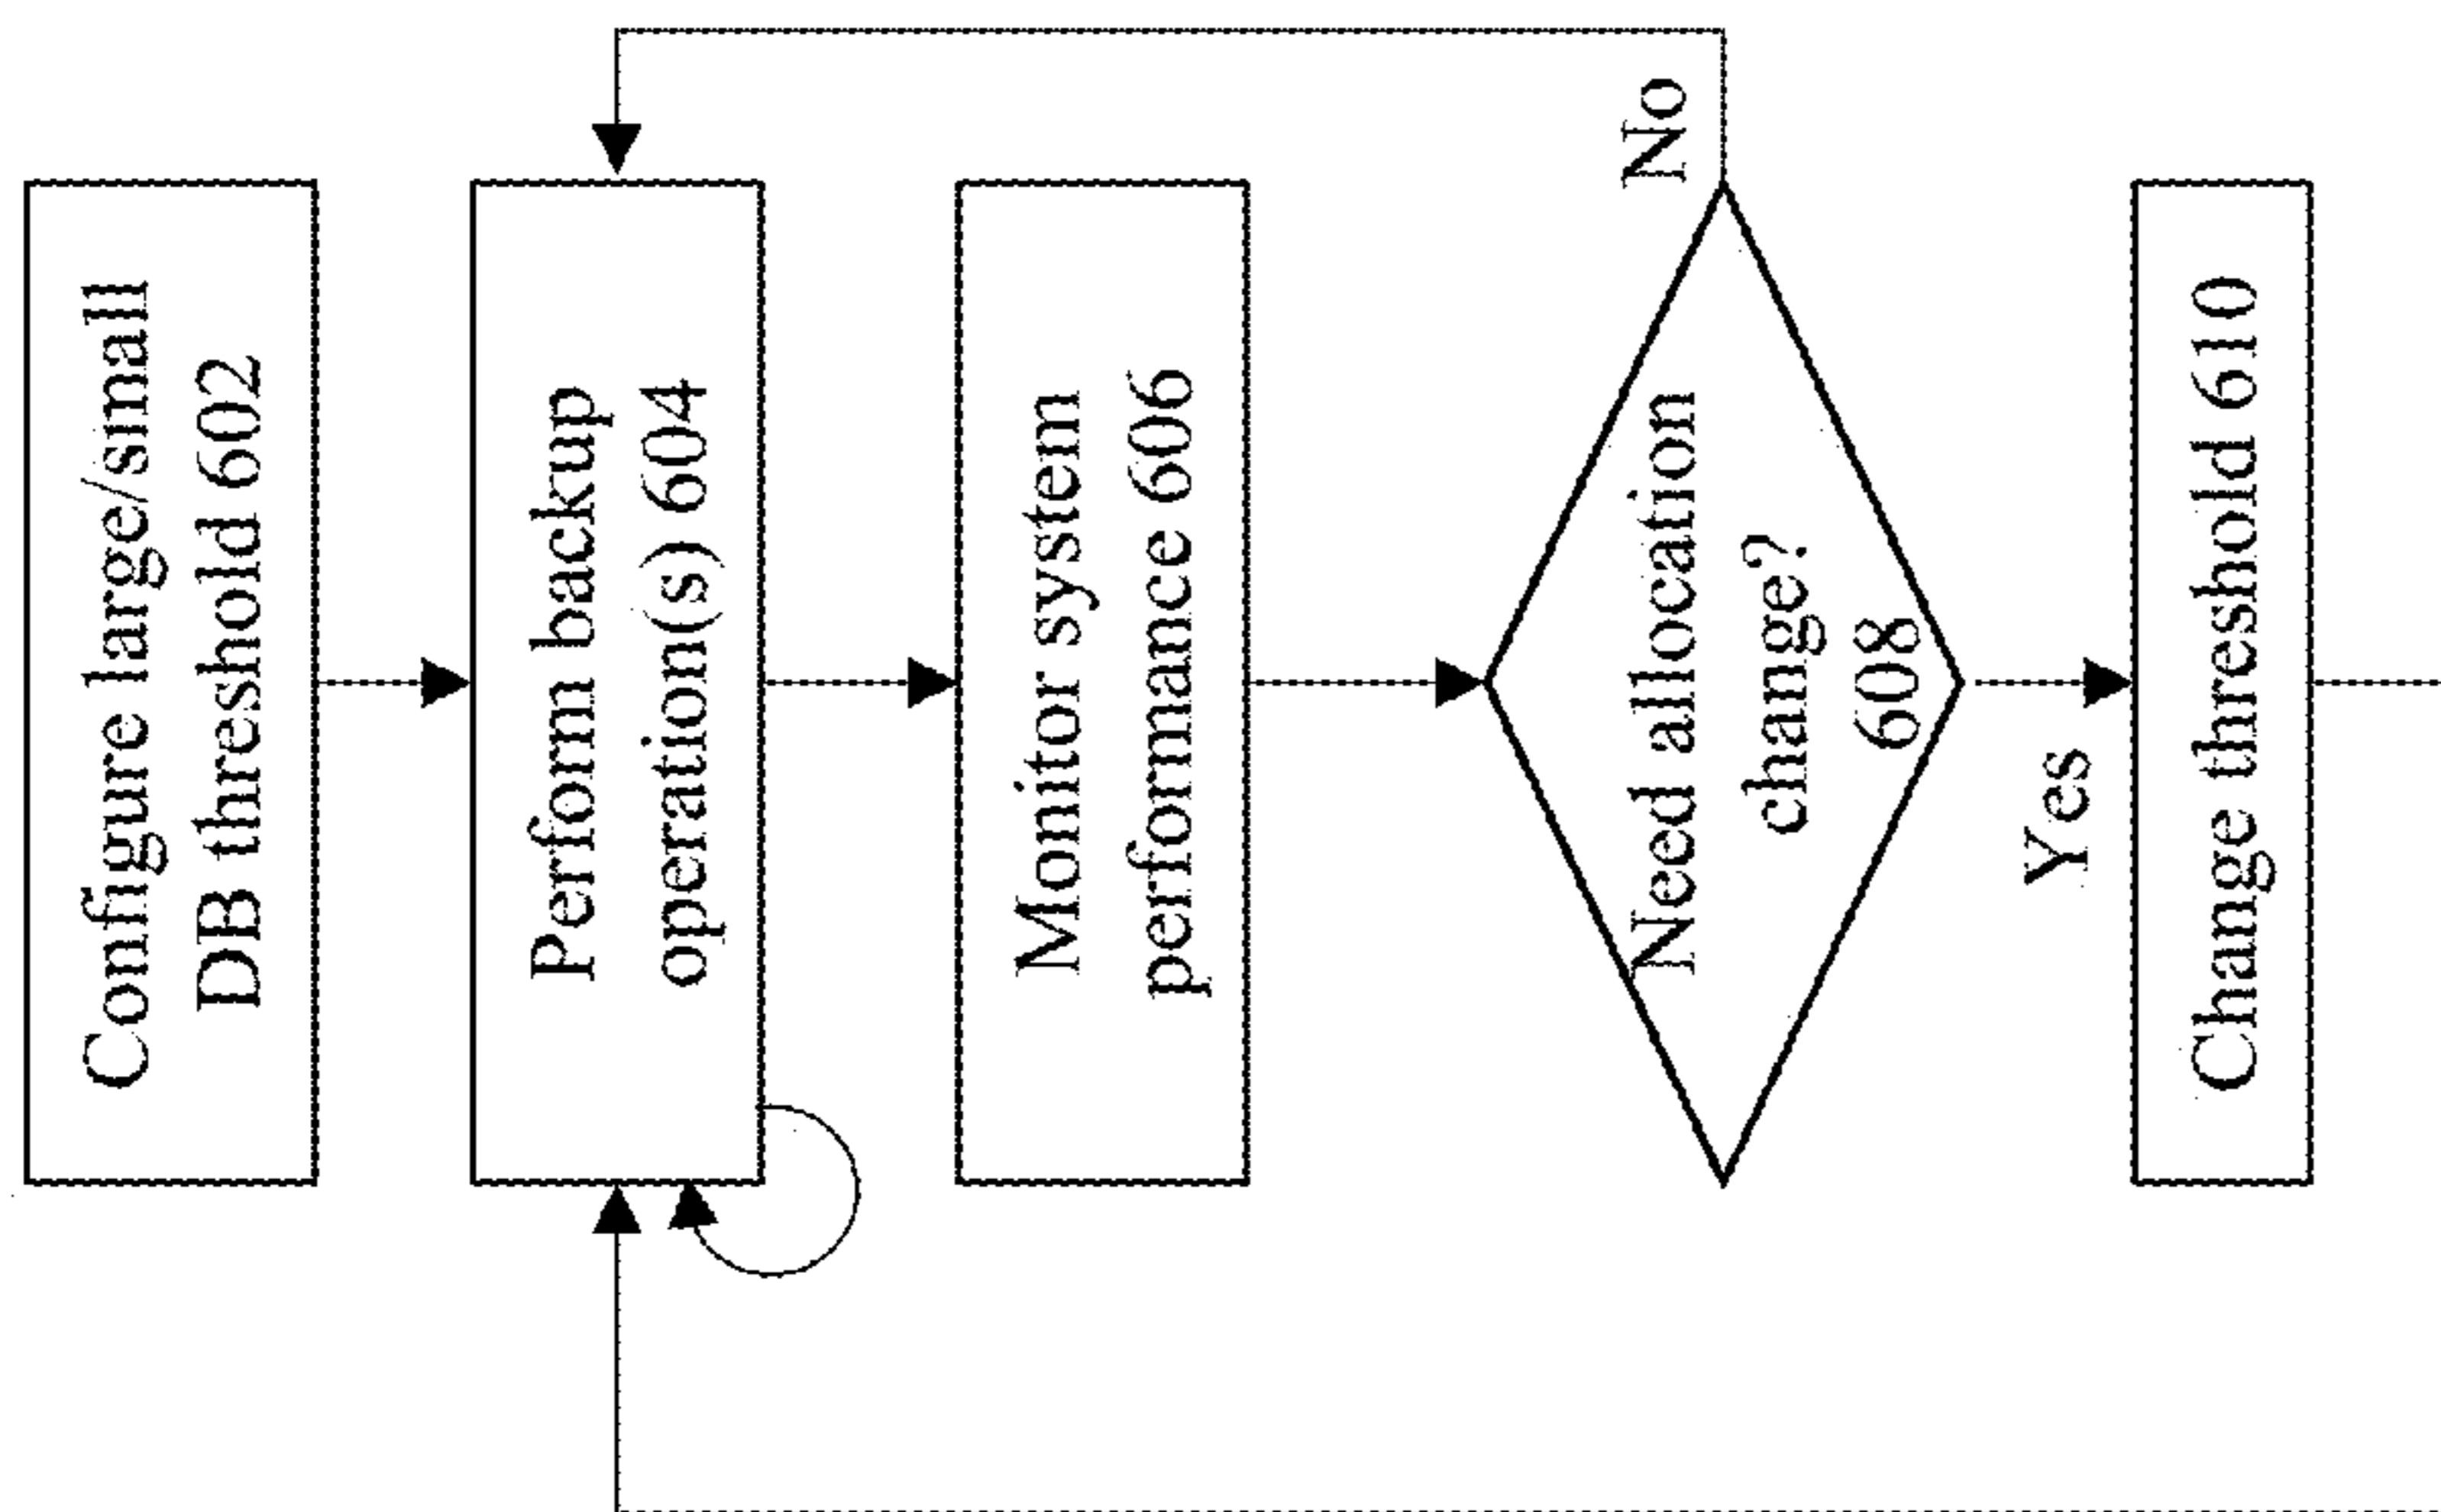 Configure large/small
DB threshold 602
Perform backup
operation(s) 604
Monitor system
performance 606
Need allocation
change?
608
No
Yes
Change threshold 610